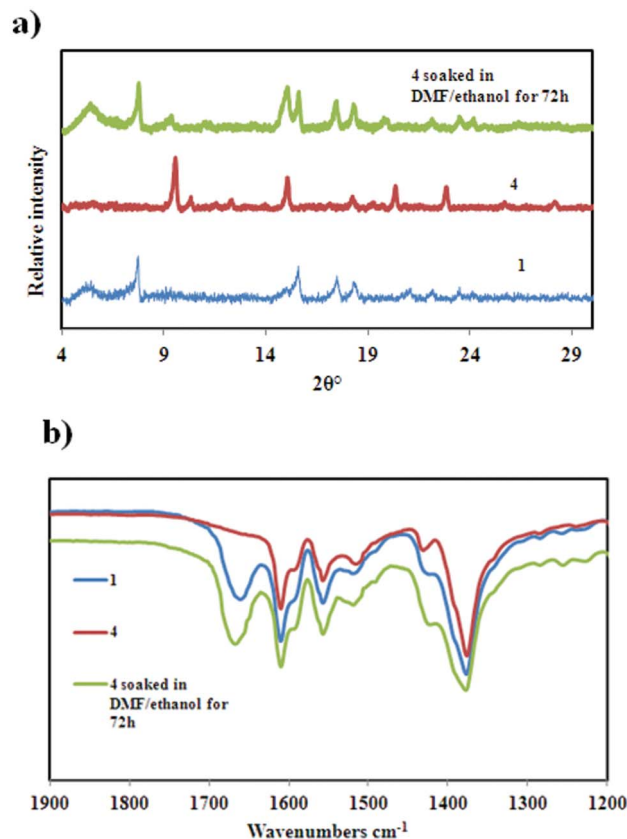 a)
4 soaked in
DMF/ethanol for 72h
4
1
Relative intensity
4 9 14 19 24 29
2θ°
b)
1
4
4 soaked in
DMF/ethanol for
72h
1900 1800 1700 1600 1500 1400 1300 1200
Wavenumbers cm-1